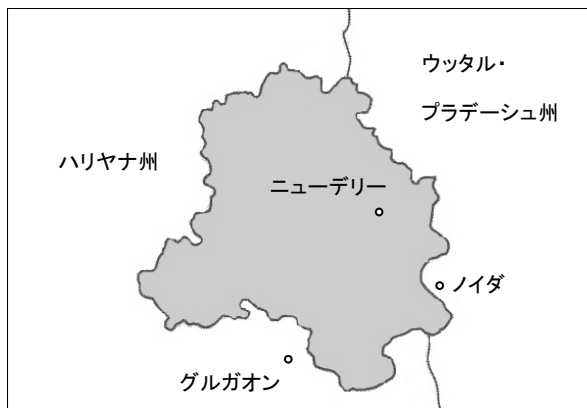 ウッタル・
プラデーシュ州
ハリヤナ州
ニューデリー
ノイダ
グルガオン